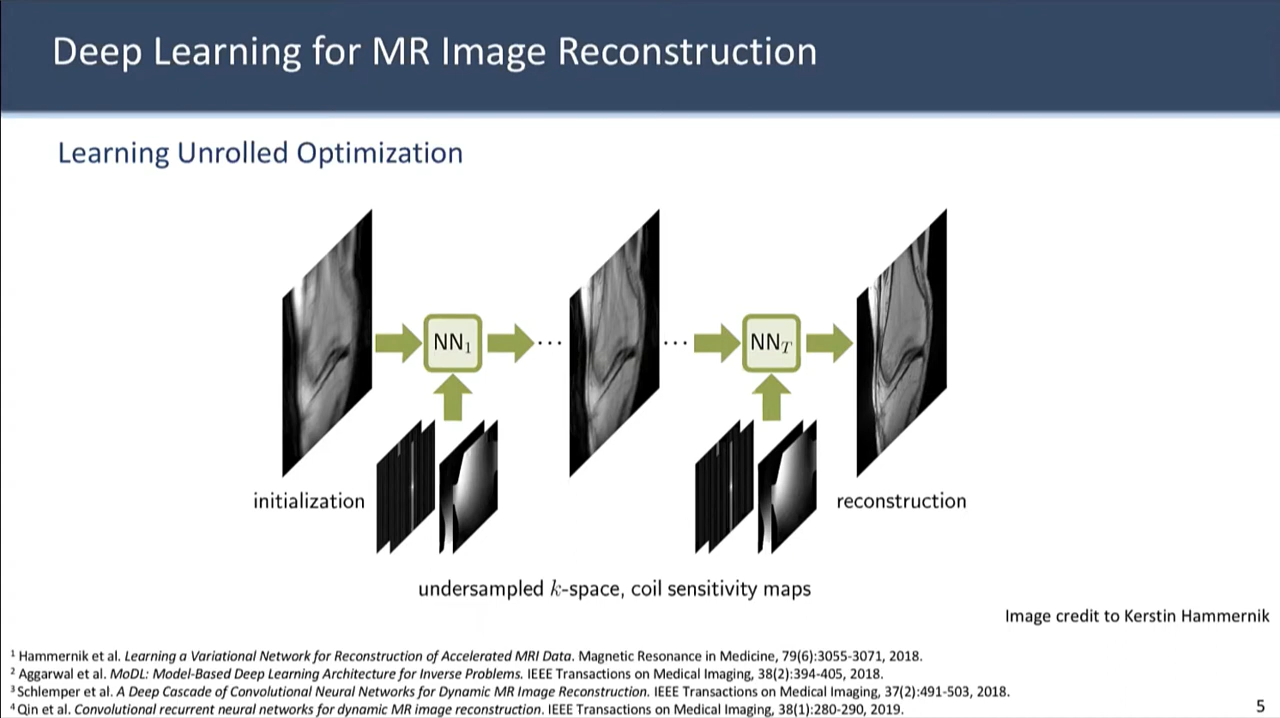 Deep Learning for MR Image Reconstruction
Learning Unrolled Optimization
NN₁
...
...
NN_T
initialization
reconstruction
undersampled k-space, coil sensitivity maps
Image credit to Kerstin Hammernik
¹ Hammernik et al. Learning a Variational Network for Reconstruction of Accelerated MRI Data. Magnetic Resonance in Medicine, 79(6):3055-3071, 2018.
² Aggarwal et al. MoDL: Model-Based Deep Learning Architecture for Inverse Problems. IEEE Transactions on Medical Imaging, 38(2):394-405, 2018.
³ Schlemper et al. A Deep Cascade of Convolutional Neural Networks for Dynamic MR Image Reconstruction. IEEE Transactions on Medical Imaging, 37(2):491-503, 2018.
⁴ Qin et al. Convolutional recurrent neural networks for dynamic MR image reconstruction. IEEE Transactions on Medical Imaging, 38(1):280-290, 2019.
5